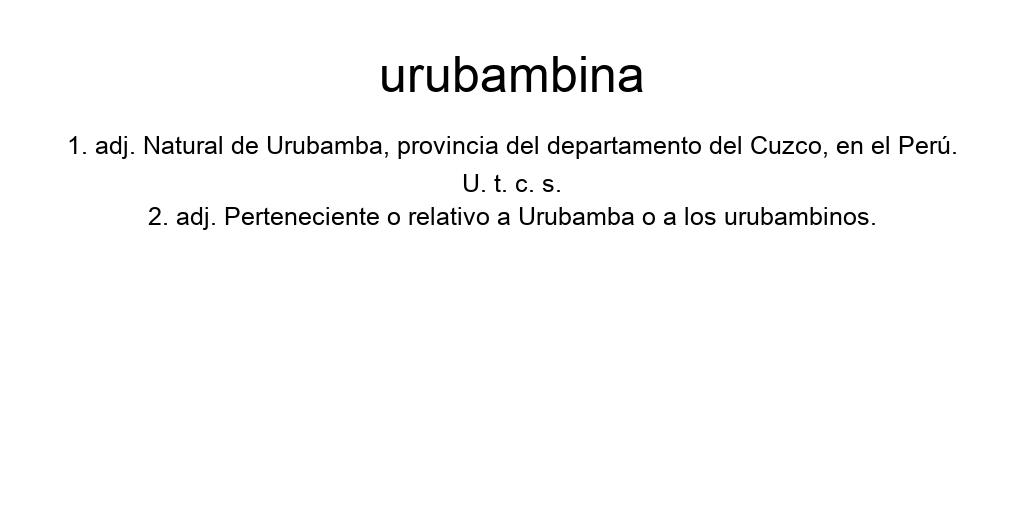 urubambina
1. adj. Natural de Urubamba, provincia del departamento del Cuzco, en el Perú.
U. t. c. s.
2. adj. Perteneciente o relativo a Urubamba o a los urubambinos.